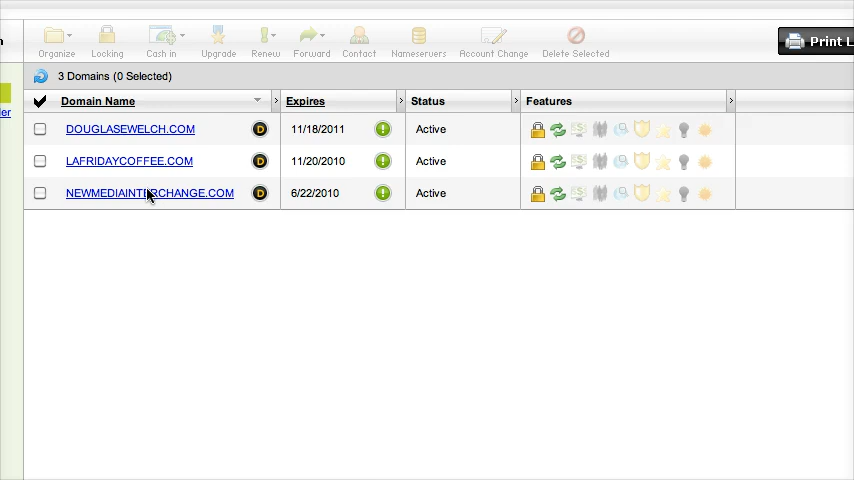 Organize Locking Cash in Upgrade Renew Forward Contact Nameservers Account Change Delete Selected
Print L
3 Domains (0 Selected)
Domain Name Expires Status Features
der
DOUGLASEWELCH.COM D 11/18/2011 Active
LAFRIDAYCOFFEE.COM D 11/20/2010 Active
NEWMEDIAINTERCHANGE.COM D 6/22/2010 Active